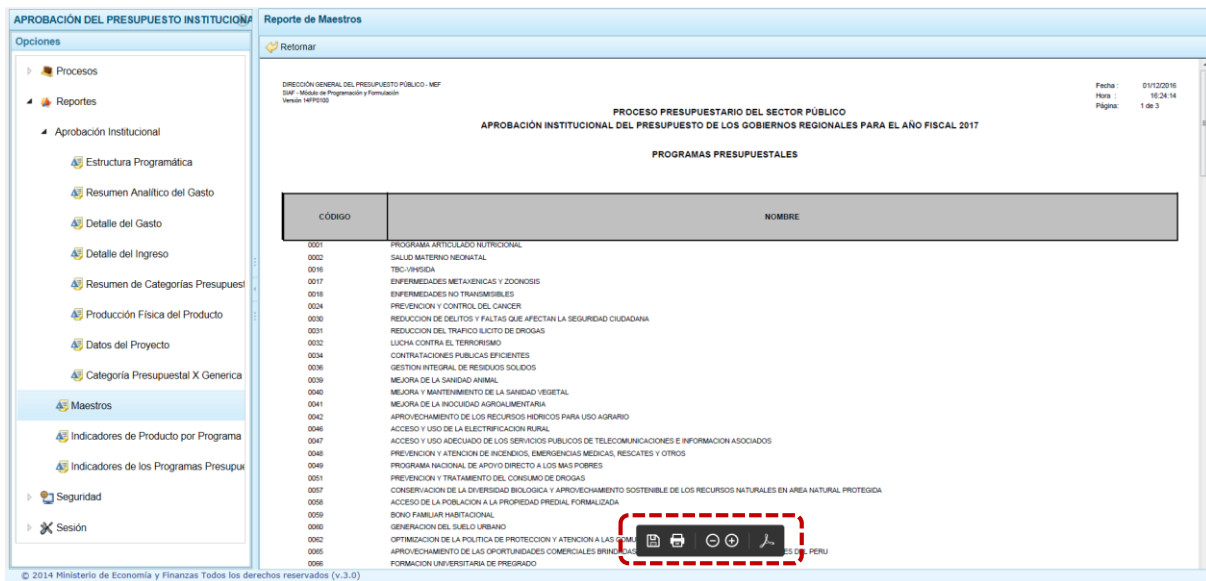 APROBACIÓN DEL PRESUPUESTO INSTITUCIONA
Opciones
Procesos
Reportes
Aprobación Institucional
Estructura Programática
Resumen Analítico del Gasto
Detalle del Gasto
Detalle del Ingreso
Resumen de Categorías Presupuest
Producción Física del Producto
Datos del Proyecto
Categoría Presupuestal X Generica
Maestros
Indicadores de Producto por Programa
Indicadores de los Programas Presupue
Seguridad
Sesión
Reporte de Maestros
Retornar
DIRECCIÓN GENERAL DEL PRESUPUESTO PÚBLICO - MEF
SIAF - Módulo de Programación y Formulación
Versión 14FP0100
Fecha : 01/12/2016
Hora : 16:24:14
Página: 1 de 3
PROCESO PRESUPUESTARIO DEL SECTOR PÚBLICO
APROBACIÓN INSTITUCIONAL DEL PRESUPUESTO DE LOS GOBIERNOS REGIONALES PARA EL AÑO FISCAL 2017
PROGRAMAS PRESUPUESTALES
CÓDIGO NOMBRE
0001 PROGRAMA ARTICULADO NUTRICIONAL
0002 SALUD MATERNO NEONATAL
0016 TBC-VIH/SIDA
0017 ENFERMEDADES METAXENICAS Y ZOONOSIS
0018 ENFERMEDADES NO TRANSMISIBLES
0024 PREVENCION Y CONTROL DEL CANCER
0030 REDUCCION DE DELITOS Y FALTAS QUE AFECTAN LA SEGURIDAD CIUDADANA
0031 REDUCCION DEL TRAFICO ILICITO DE DROGAS
0032 LUCHA CONTRA EL TERRORISMO
0034 CONTRATACIONES PUBLICAS EFICIENTES
0036 GESTION INTEGRAL DE RESIDUOS SOLIDOS
0039 MEJORA DE LA SANIDAD ANIMAL
0040 MEJORA Y MANTENIMIENTO DE LA SANIDAD VEGETAL
0041 MEJORA DE LA INOCUIDAD AGROALIMENTARIA
0042 APROVECHAMIENTO DE LOS RECURSOS HIDRICOS PARA USO AGRARIO
0046 ACCESO Y USO DE LA ELECTRIFICACION RURAL
0047 ACCESO Y USO ADECUADO DE LOS SERVICIOS PUBLICOS DE TELECOMUNICACIONES E INFORMACION ASOCIADOS
0048 PREVENCION Y ATENCION DE INCENDIOS, EMERGENCIAS MEDICAS, RESCATES Y OTROS
0049 PROGRAMA NACIONAL DE APOYO DIRECTO A LOS MAS POBRES
0051 PREVENCION Y TRATAMIENTO DEL CONSUMO DE DROGAS
0057 CONSERVACION DE LA DIVERSIDAD BIOLOGICA Y APROVECHAMIENTO SOSTENIBLE DE LOS RECURSOS NATURALES EN AREA NATURAL PROTEGIDA
0058 ACCESO DE LA POBLACION A LA PROPIEDAD PREDIAL FORMALIZADA
0059 BONO FAMILIAR HABITACIONAL
0060 GENERACION DEL SUELO URBANO
0062 OPTIMIZACION DE LA POLITICA DE PROTECCION Y ATENCION A LAS COMU
0065 APROVECHAMIENTO DE LAS OPORTUNIDADES COMERCIALES BRINDADAS ES DEL PERU
0066 FORMACION UNIVERSITARIA DE PREGRADO
© 2014 Ministerio de Economía y Finanzas Todos los derechos reservados (v.3.0)